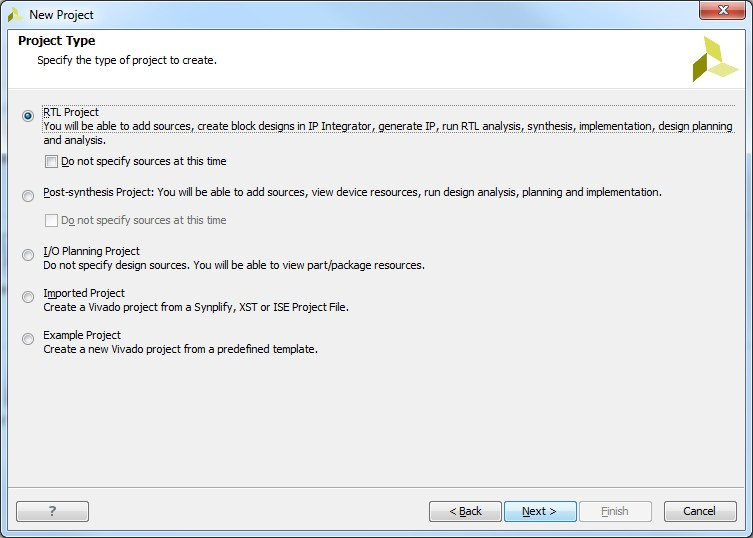 New Project
Project Type
Specify the type of project to create.
RTL Project
You will be able to add sources, create block designs in IP Integrator, generate IP, run RTL analysis, synthesis, implementation, design planning
and analysis.
Do not specify sources at this time
Post-synthesis Project: You will be able to add sources, view device resources, run design analysis, planning and implementation.
Do not specify sources at this time
I/O Planning Project
Do not specify design sources. You will be able to view part/package resources.
Imported Project
Create a Vivado project from a Synplify, XST or ISE Project File.
Example Project
Create a new Vivado project from a predefined template.
?
< Back
Next >
Finish
Cancel